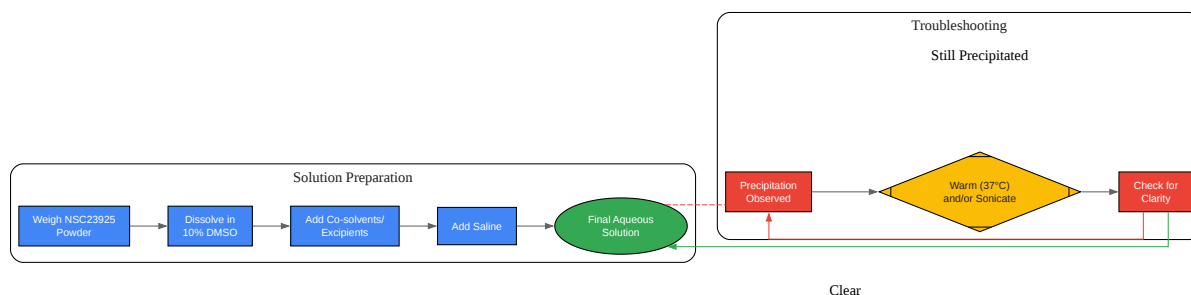 Solution Preparation
Weigh NSC23925
Powder
Dissolve in
10% DMSO
Add Co-solvents/
Excipients
Add Saline
Final Aqueous
Solution
Troubleshooting
Still Precipitated
Precipitation
Observed
Warm (37°C)
and/or Sonicate
Check for
Clarity
Clear